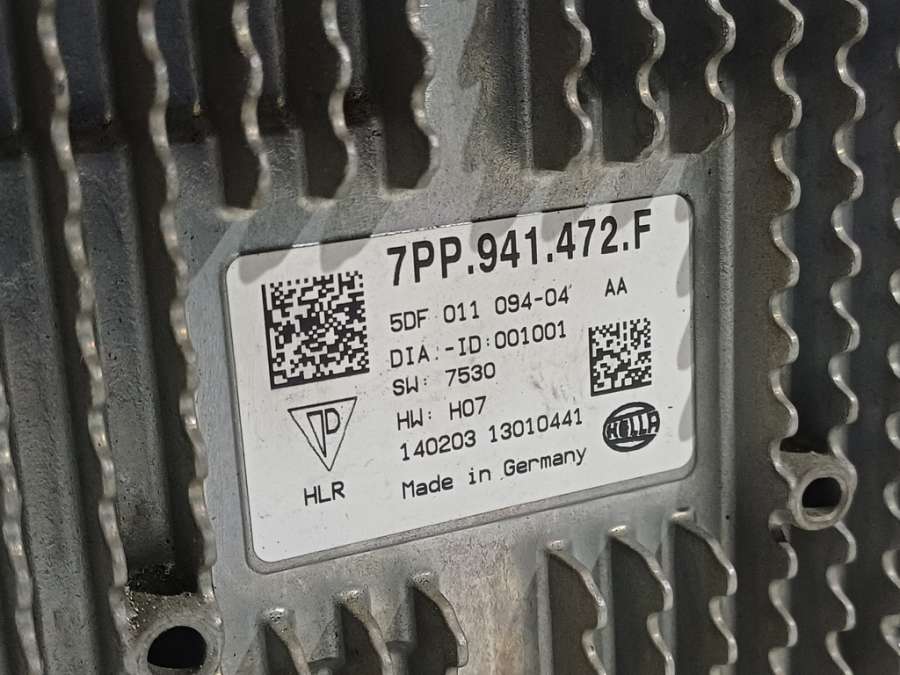 7PP.941.472.F
5DF 011 094-04 AA
DIA.-ID:001001
SW: 7530
HW: H07
140203 13010441
HLR
Made in Germany
HELLA